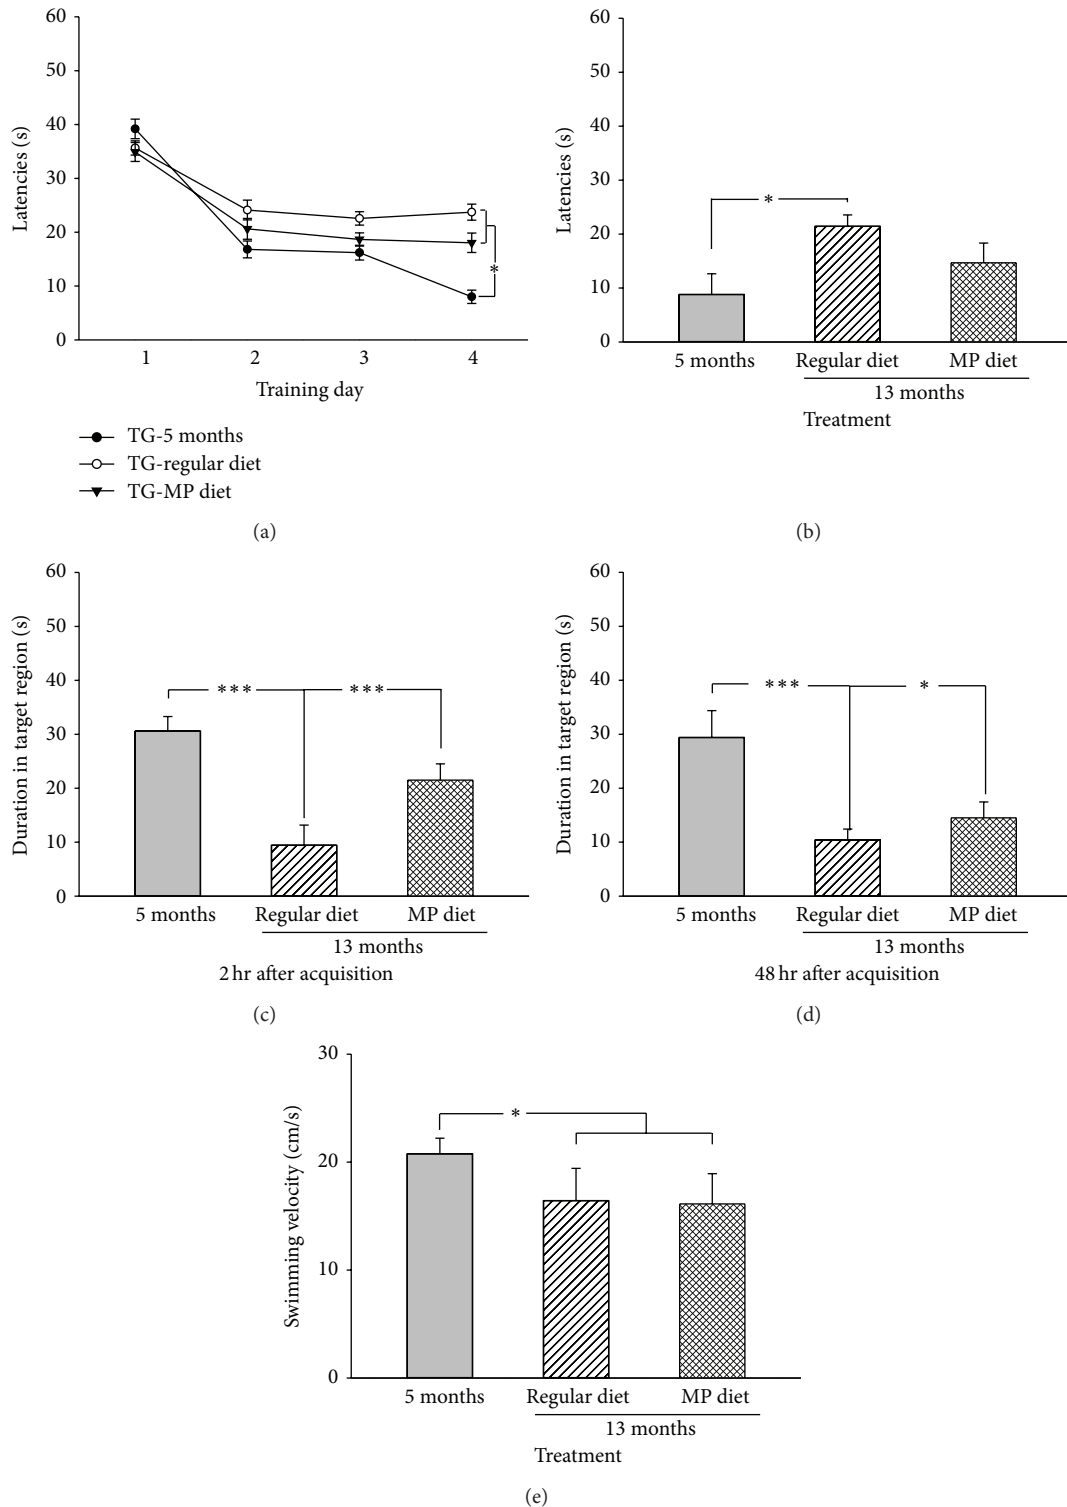 60
50
40
30
20
10
0
Latencies (s)
*
1 2 3 4
Training day
TG-5 months
TG-regular diet
TG-MP diet
(a)
60
50
40
30
20
10
0
Latencies (s)
*
5 months Regular diet MP diet
13 months
Treatment
(b)
60
50
40
30
20
10
0
Duration in target region (s)
*** ***
5 months Regular diet MP diet
13 months
2 hr after acquisition
(c)
60
50
40
30
20
10
0
Duration in target region (s)
*** *
5 months Regular diet MP diet
13 months
48 hr after acquisition
(d)
30
20
10
0
Swimming velocity (cm/s)
*
5 months Regular diet MP diet
13 months
Treatment
(e)